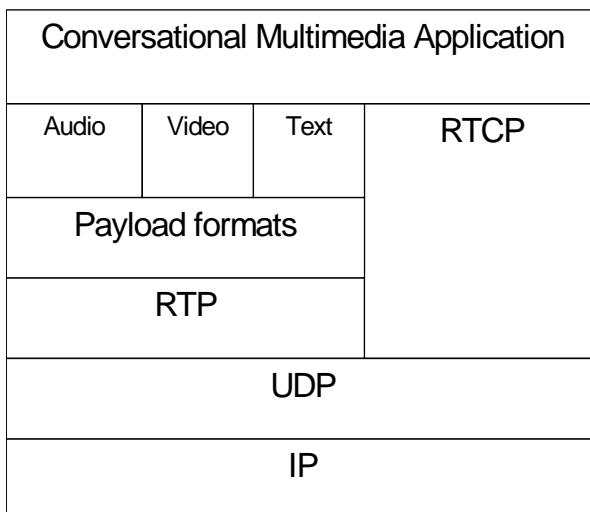 Conversational Multimedia Application
Audio Video Text RTCP
Payload formats
RTP
UDP
IP